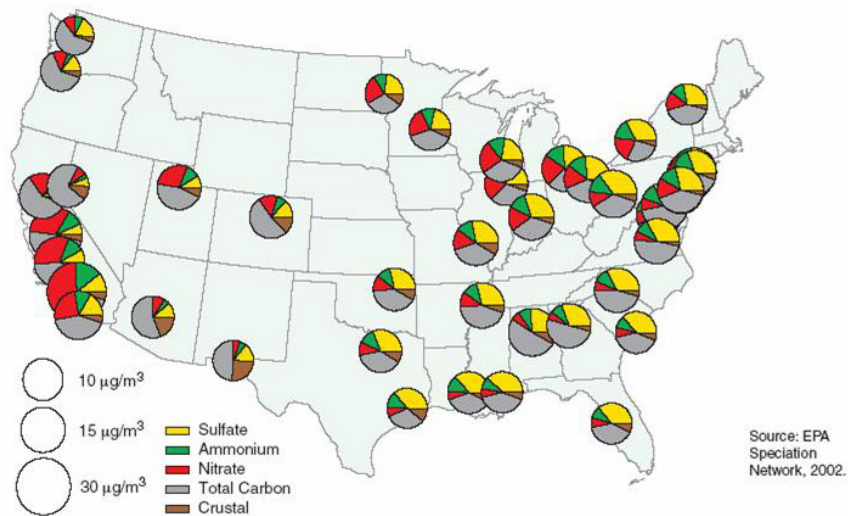 10 μg/m³
15 μg/m³
30 μg/m³
Sulfate
Ammonium
Nitrate
Total Carbon
Crustal
Source: EPA
Speciation
Network, 2002.